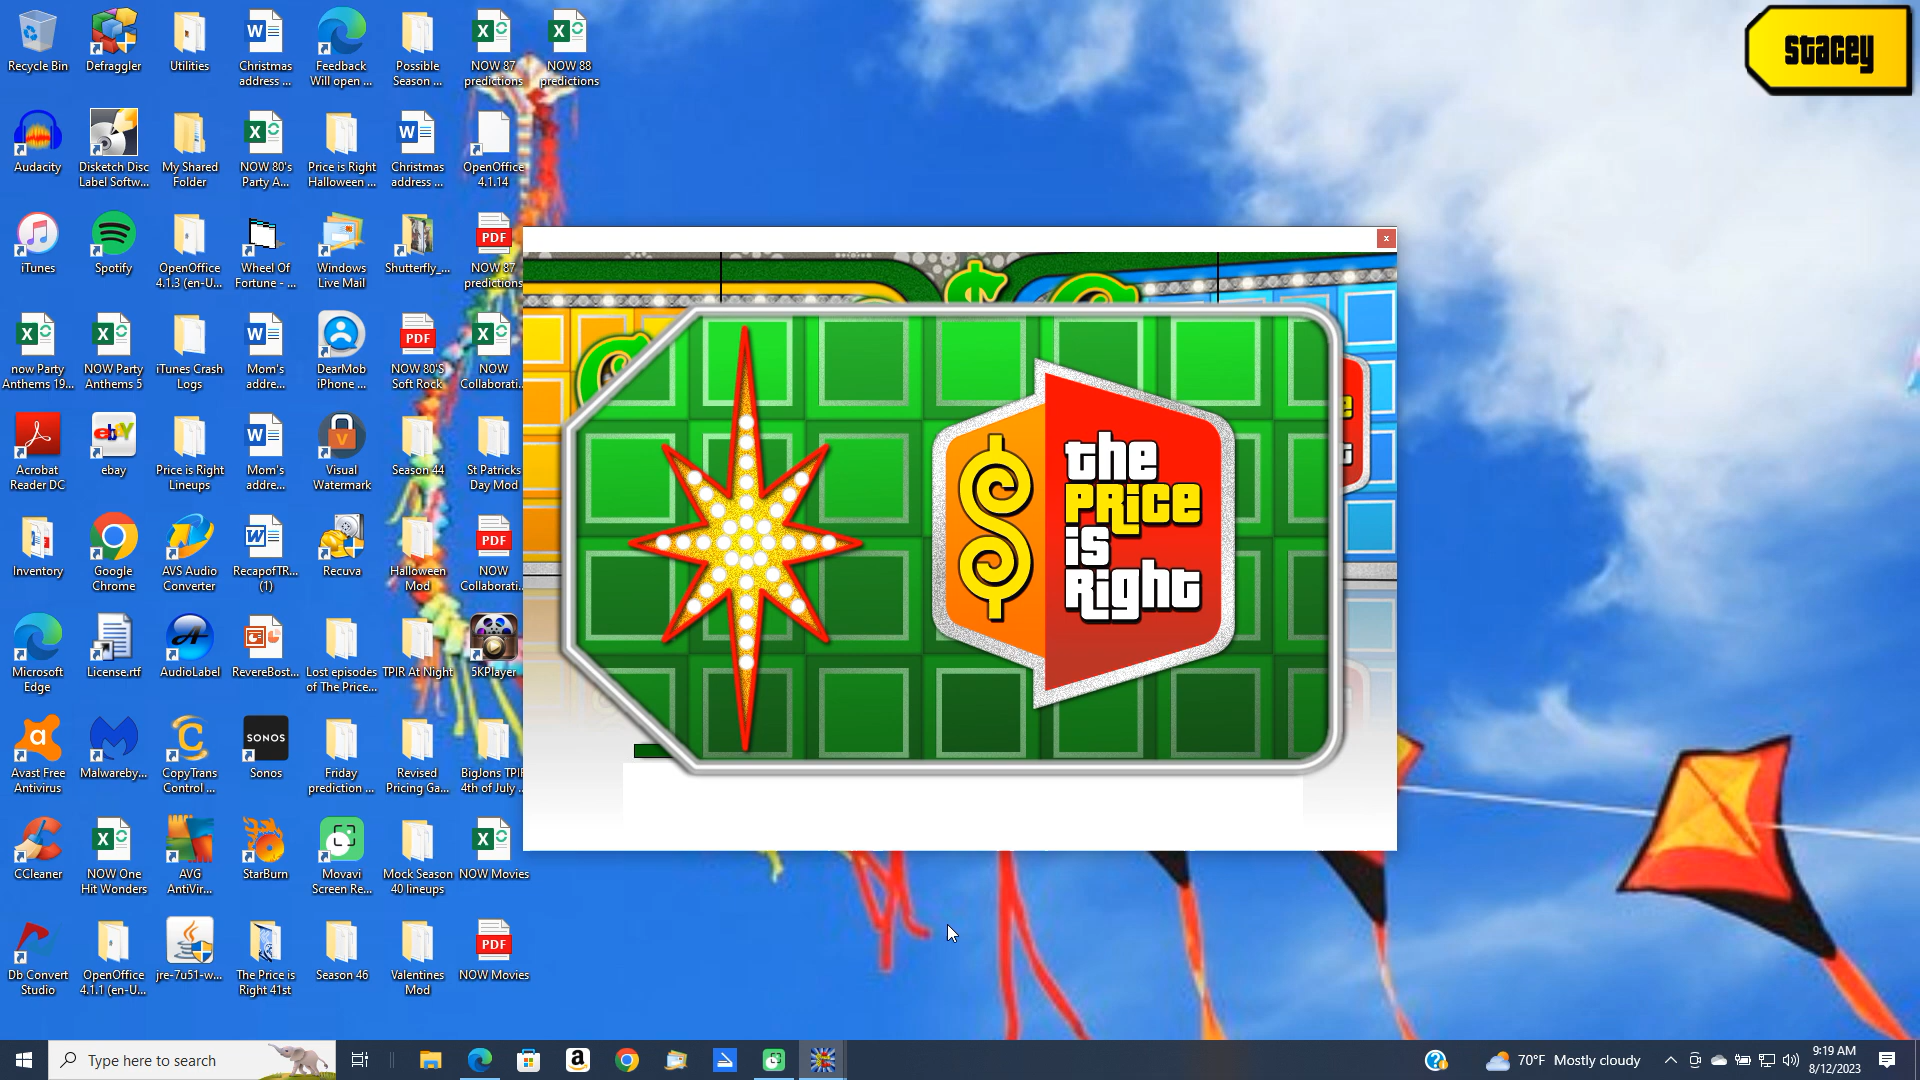 Recycle Bin
Defraggler
Utilities
Christmas
address ...
Feedback
Will open ...
Possible
Season ...
NOW 87
predictions
NOW 88
predictions
stacey
Audacity
Disketch Disc
Label Softw...
My Shared
Folder
NOW 80's
Party A...
Price is Right
Halloween ...
Christmas
address ...
OpenOffice
4.1.14
iTunes
Spotify
OpenOffice
4.1.3 (en-U...
Wheel Of
Fortune - ...
Windows
Live Mail
Shutterfly_...
PDF
NOW 87
predictions
x
now Party
Anthems 19...
NOW Party
Anthems 5
iTunes Crash
Logs
Mom's
addre...
DearMob
iPhone ...
PDF
NOW 80'S
Soft Rock
NOW
Collaborati...
Acrobat
Reader DC
ebay
ebay
Price is Right
Lineups
Mom's
addre...
Visual
Watermark
Season 44
St Patricks
Day Mod
the
PRice
is
Right
Inventory
Google
Chrome
AVS Audio
Converter
RecapofTR...
(1)
Recuva
Halloween
Mod
PDF
NOW
Collaborati...
Microsoft
Edge
License.rtf
AudioLabel
RevereBost...
Lost episodes
of The Price...
TPIR At Night
5KPlayer
Avast Free
Antivirus
Malwareby...
CopyTrans
Control ...
SONOS
Sonos
Friday
prediction ...
Revised
Pricing Ga...
BigJons TPIR
4th of July ...
CCleaner
NOW One
Hit Wonders
AVG
AntiVir...
StarBurn
Movavi
Screen Re...
Mock Season
40 lineups
NOW Movies
Db Convert
Studio
OpenOffice
4.1.1 (en-U...
jre-7u51-w...
The Price is
Right 41st
Season 46
Valentines
Mod
PDF
NOW Movies
Type here to search
70°F Mostly cloudy
9:19 AM
8/12/2023